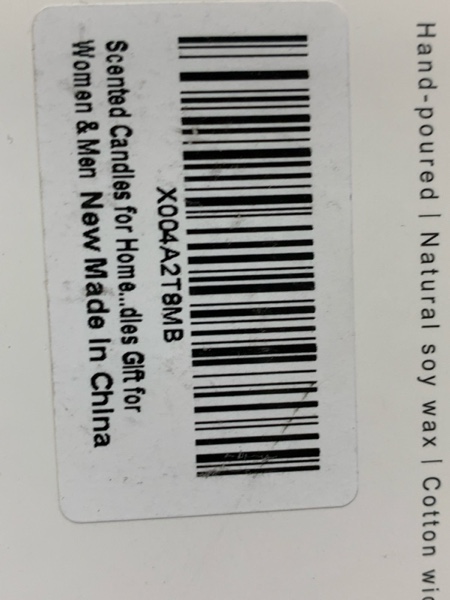 Hand-poured | Natural soy wax | Cotton
X004A2T8MB
Scented Candles for Home...dles Gift for
Women & Men New Made In China